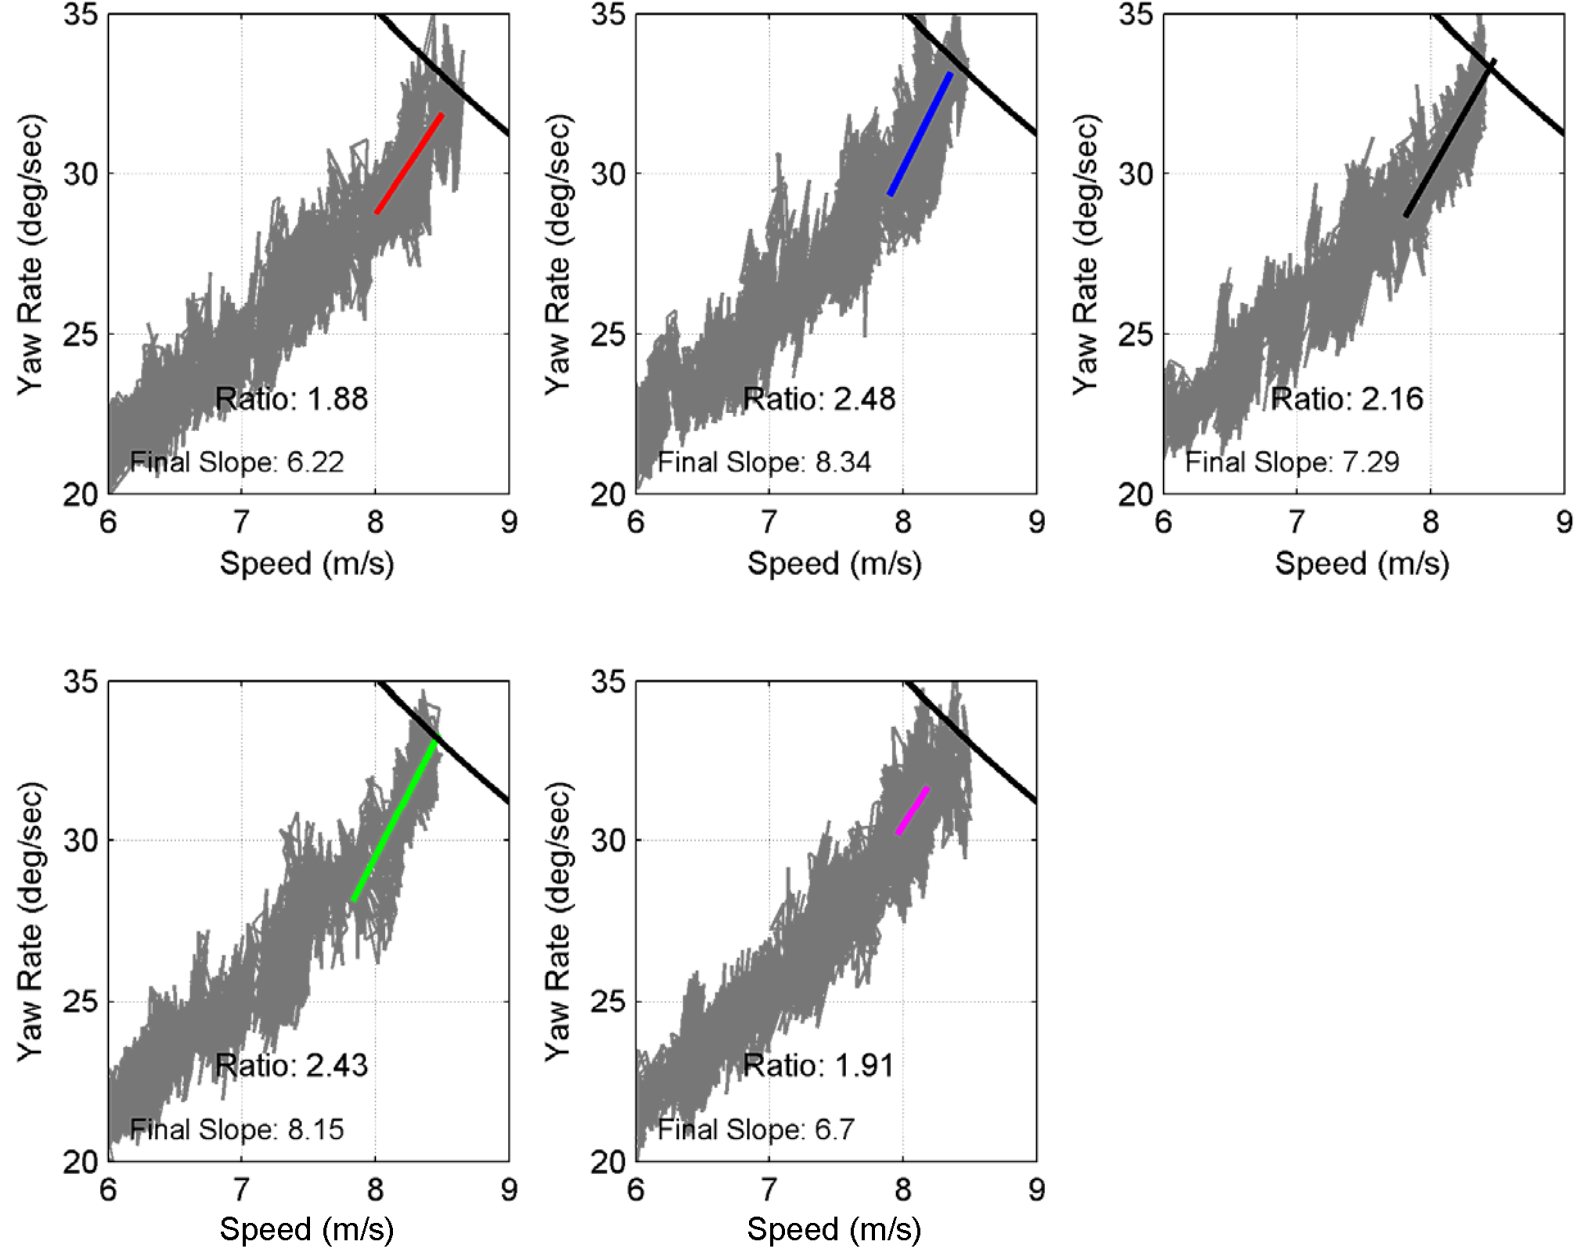 35
30
25
20
Yaw Rate (deg/sec)
Ratio: 1.88
Final Slope: 6.22
6 7 8 9
Speed (m/s)
35
30
25
20
Yaw Rate (deg/sec)
Ratio: 2.48
Final Slope: 8.34
6 7 8 9
Speed (m/s)
35
30
25
20
Yaw Rate (deg/sec)
Ratio: 2.16
Final Slope: 7.29
6 7 8 9
Speed (m/s)
35
30
25
20
Yaw Rate (deg/sec)
Ratio: 2.43
Final Slope: 8.15
6 7 8 9
Speed (m/s)
35
30
25
20
Yaw Rate (deg/sec)
Ratio: 1.91
Final Slope: 6.7
6 7 8 9
Speed (m/s)